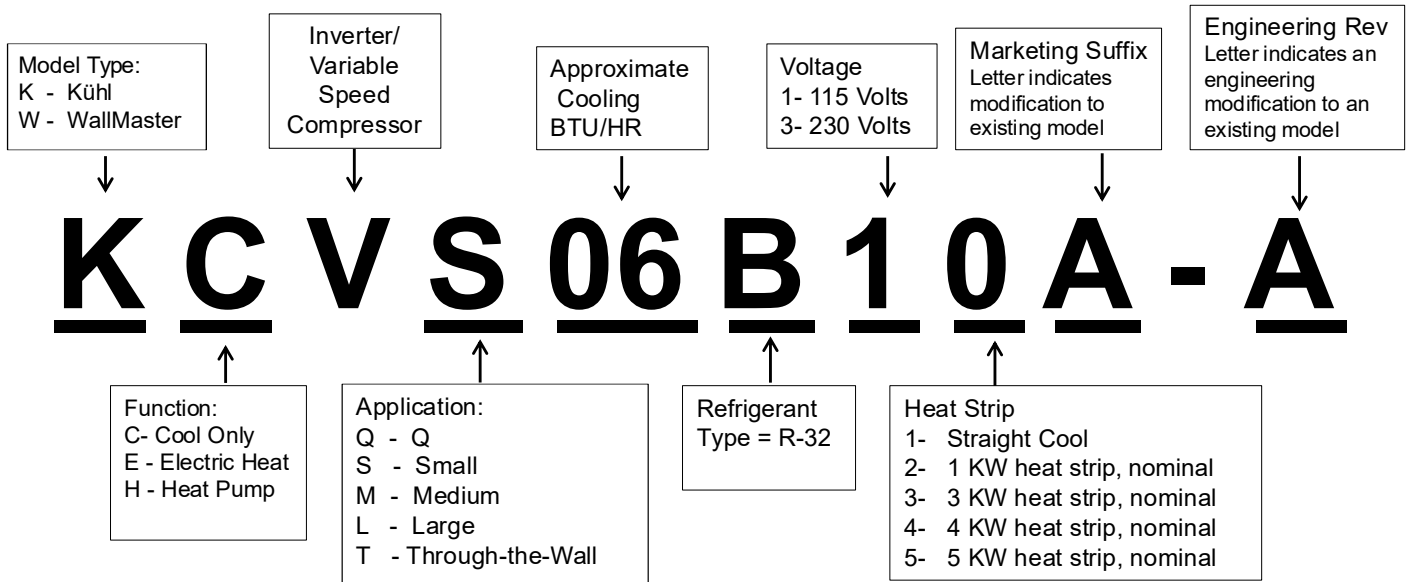 Model Type:
K - Kühl
W - WallMaster
Inverter/
Variable
Speed
Compressor
Approximate
Cooling
BTU/HR
Voltage
1- 115 Volts
3- 230 Volts
Marketing Suffix
Letter indicates
modification to
existing model
Engineering Rev
Letter indicates an
engineering
modification to an
existing model
K C V S 06 B 1 0 A - A
Function:
C- Cool Only
E - Electric Heat
H - Heat Pump
Application:
Q - Q
S - Small
M - Medium
L - Large
T - Through-the-Wall
Refrigerant
Type = R-32
Heat Strip
1- Straight Cool
2- 1 KW heat strip, nominal
3- 3 KW heat strip, nominal
4- 4 KW heat strip, nominal
5- 5 KW heat strip, nominal